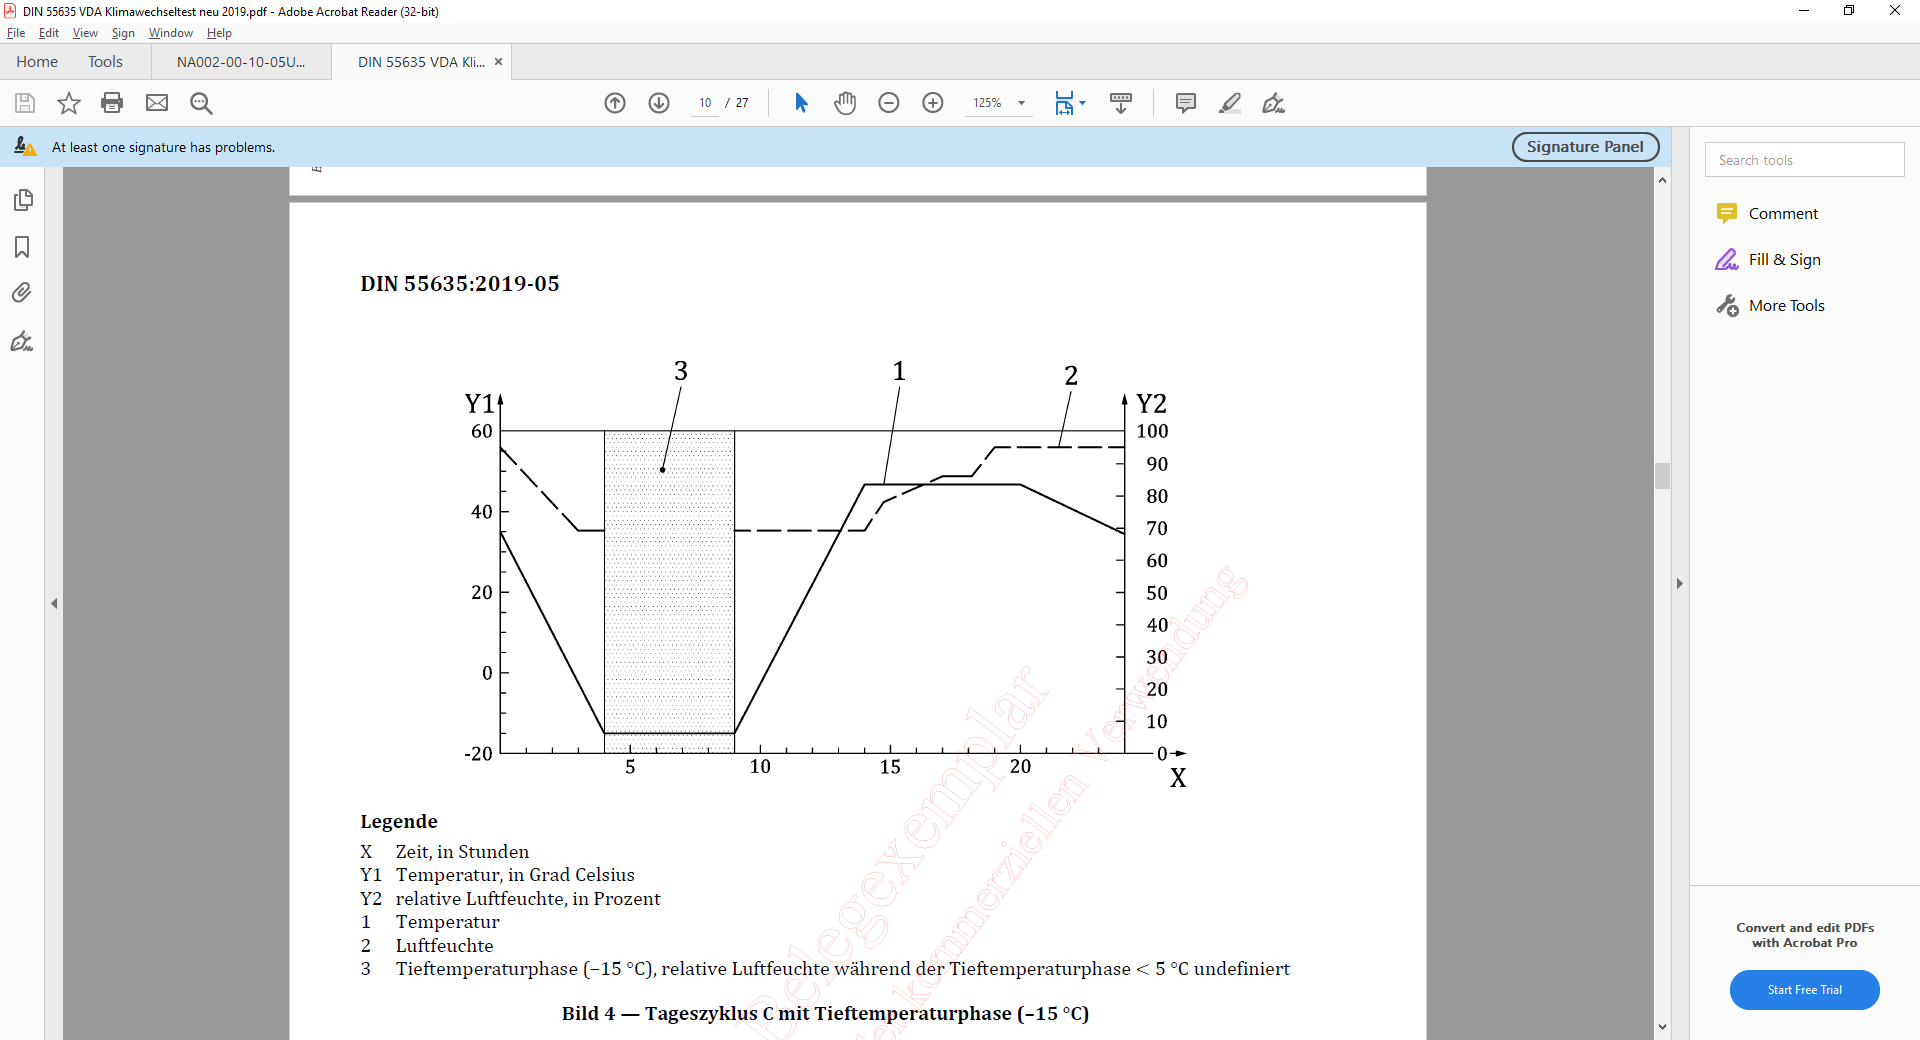 DIN 55635 VDA Klimawechseltest neu 2019.pdf - Adobe Acrobat Reader (32-bit)
File Edit View Sign Window Help
Home Tools NA002-00-10-05U... DIN 55635 VDA Kli... ×
10 / 27 125%
At least one signature has problems. Signature Panel
Search tools
Comment
Fill & Sign
More Tools
DIN 55635:2019-05
3 1 2
Y1 Y2
60 100
90
80
40 70
60
20 50
40
30
0 20
10
-20 0
5 10 15 20
X
Legende
X Zeit, in Stunden
Y1 Temperatur, in Grad Celsius
Y2 relative Luftfeuchte, in Prozent
1 Temperatur
2 Luftfeuchte
3 Tieftemperaturphase (–15 °C), relative Luftfeuchte während der Tieftemperaturphase < 5 °C undefiniert
Bild 4 — Tageszyklus C mit Tieftemperaturphase (–15 °C)
Belegexemplar
kommerziellen Verwendung
Convert and edit PDFs
with Acrobat Pro
Start Free Trial